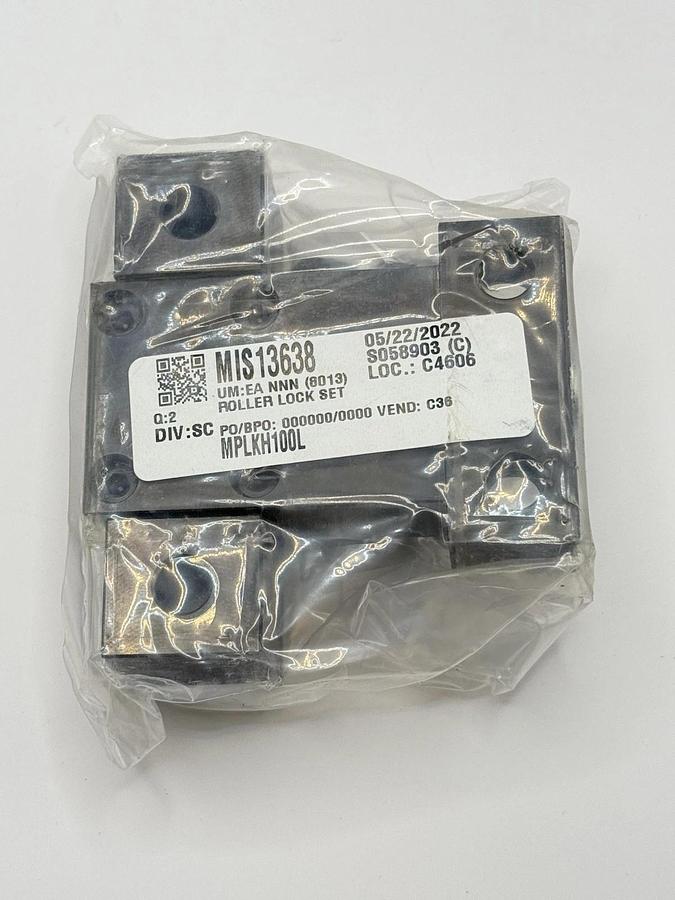 MIS13638
05/22/2022
UM:EA NNN (8013)
S058903 (C)
ROLLER LOCK SET
LOC.: C4606
Q:2
DIV:SC PO/BPO: 000000/0000 VEND: C36
MPLKH100L